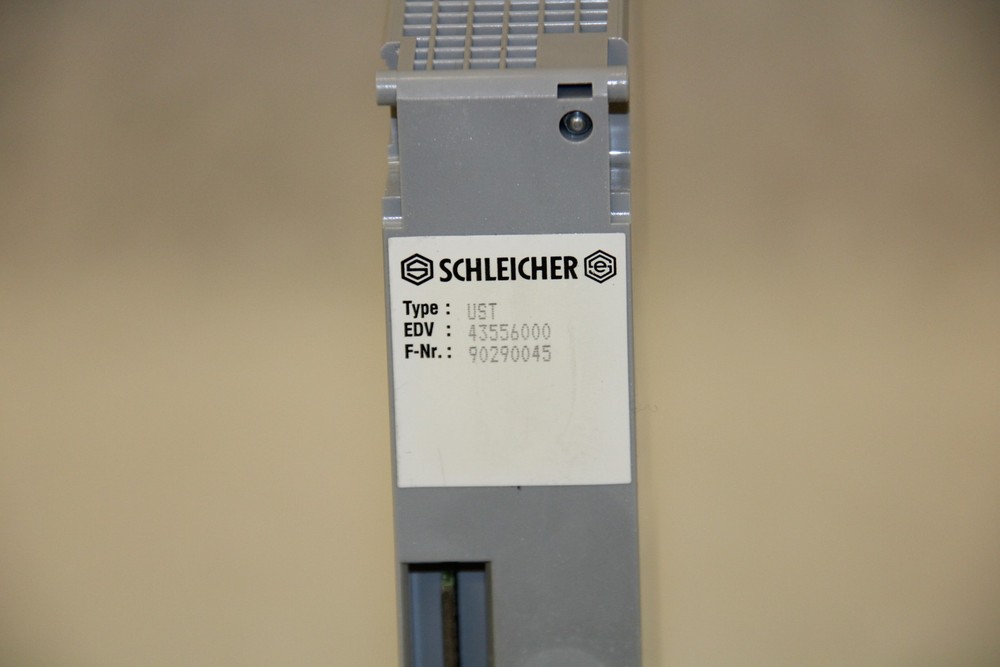 SCHLEICHER
Type : UST
EDV : 43556000
F-Nr. : 90290045